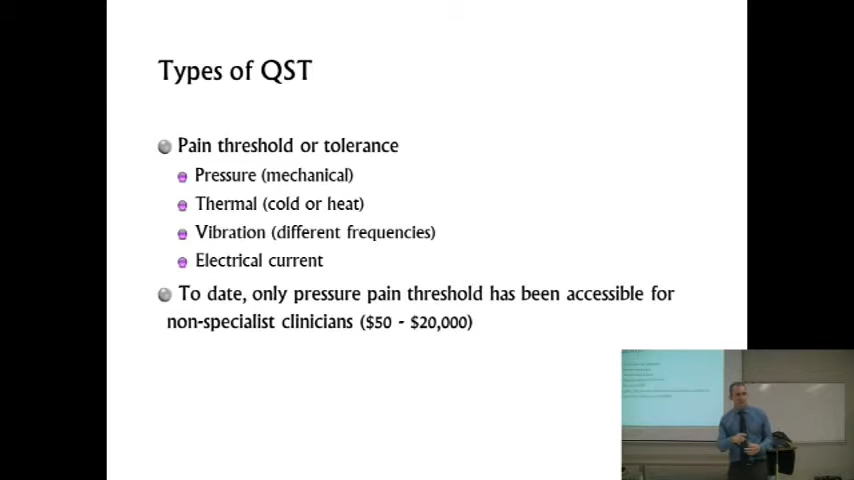 Types of QST
Pain threshold or tolerance
Pressure (mechanical)
Thermal (cold or heat)
Vibration (different frequencies)
Electrical current
To date, only pressure pain threshold has been accessible for
non-specialist clinicians ($50 - $20,000)